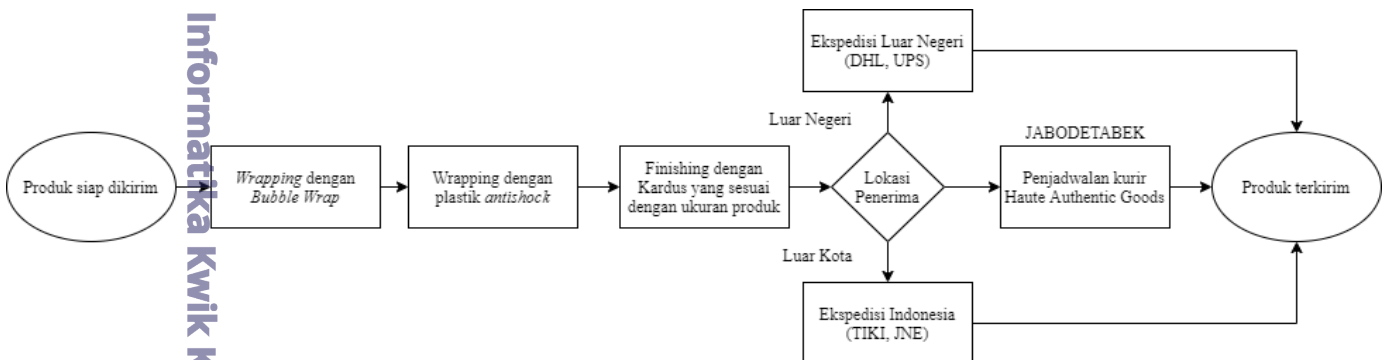 Informatika Kwik K
Produk siap dikirim
Wrapping dengan
Bubble Wrap
Wrapping dengan
plastik antishock
Finishing dengan
Kardus yang sesuai
dengan ukuran produk
Lokasi
Penerima
Luar Negeri
Ekspedisi Luar Negeri
(DHL, UPS)
JABODETABEK
Penjadwalan kurir
Haute Authentic Goods
Luar Kota
Ekspedisi Indonesia
(TIKI, JNE)
Produk terkirim